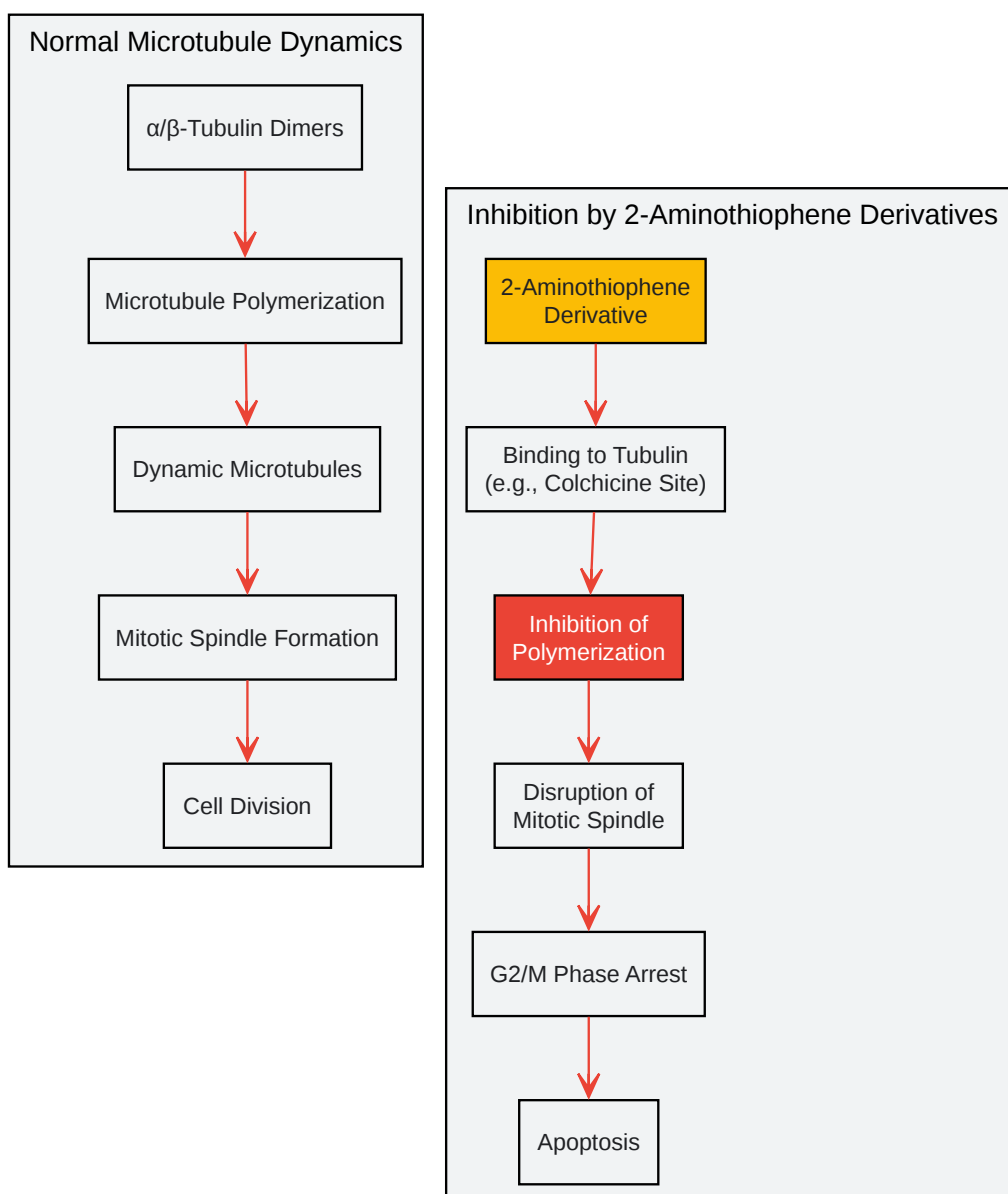 Normal Microtubule Dynamics
α/β-Tubulin Dimers
Microtubule Polymerization
Dynamic Microtubules
Mitotic Spindle Formation
Cell Division
Inhibition by 2-Aminothiophene Derivatives
2-Aminothiophene
Derivative
Binding to Tubulin
(e.g., Colchicine Site)
Inhibition of
Polymerization
Disruption of
Mitotic Spindle
G2/M Phase Arrest
Apoptosis